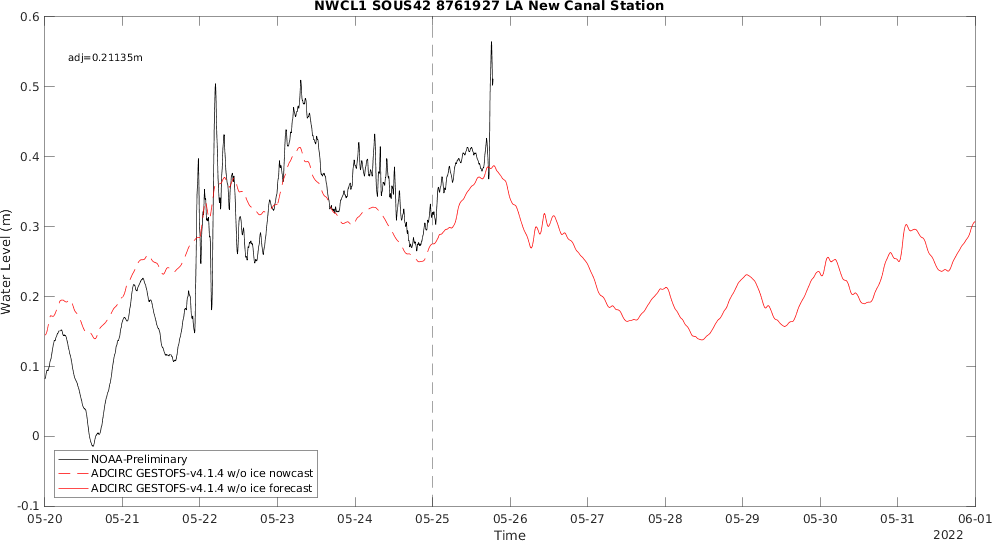 NWCL1 SOUS42 8761927 LA New Canal Station
adj=0.21135m
0.6
0.5
0.4
0.3
0.2
0.1
0
-0.1
Water Level (m)
NOAA-Preliminary
ADCIRC GESTOFS-v4.1.4 w/o ice nowcast
ADCIRC GESTOFS-v4.1.4 w/o ice forecast
05-20 05-21 05-22 05-23 05-24 05-25 05-26 05-27 05-28 05-29 05-30 05-31 06-01
Time
2022